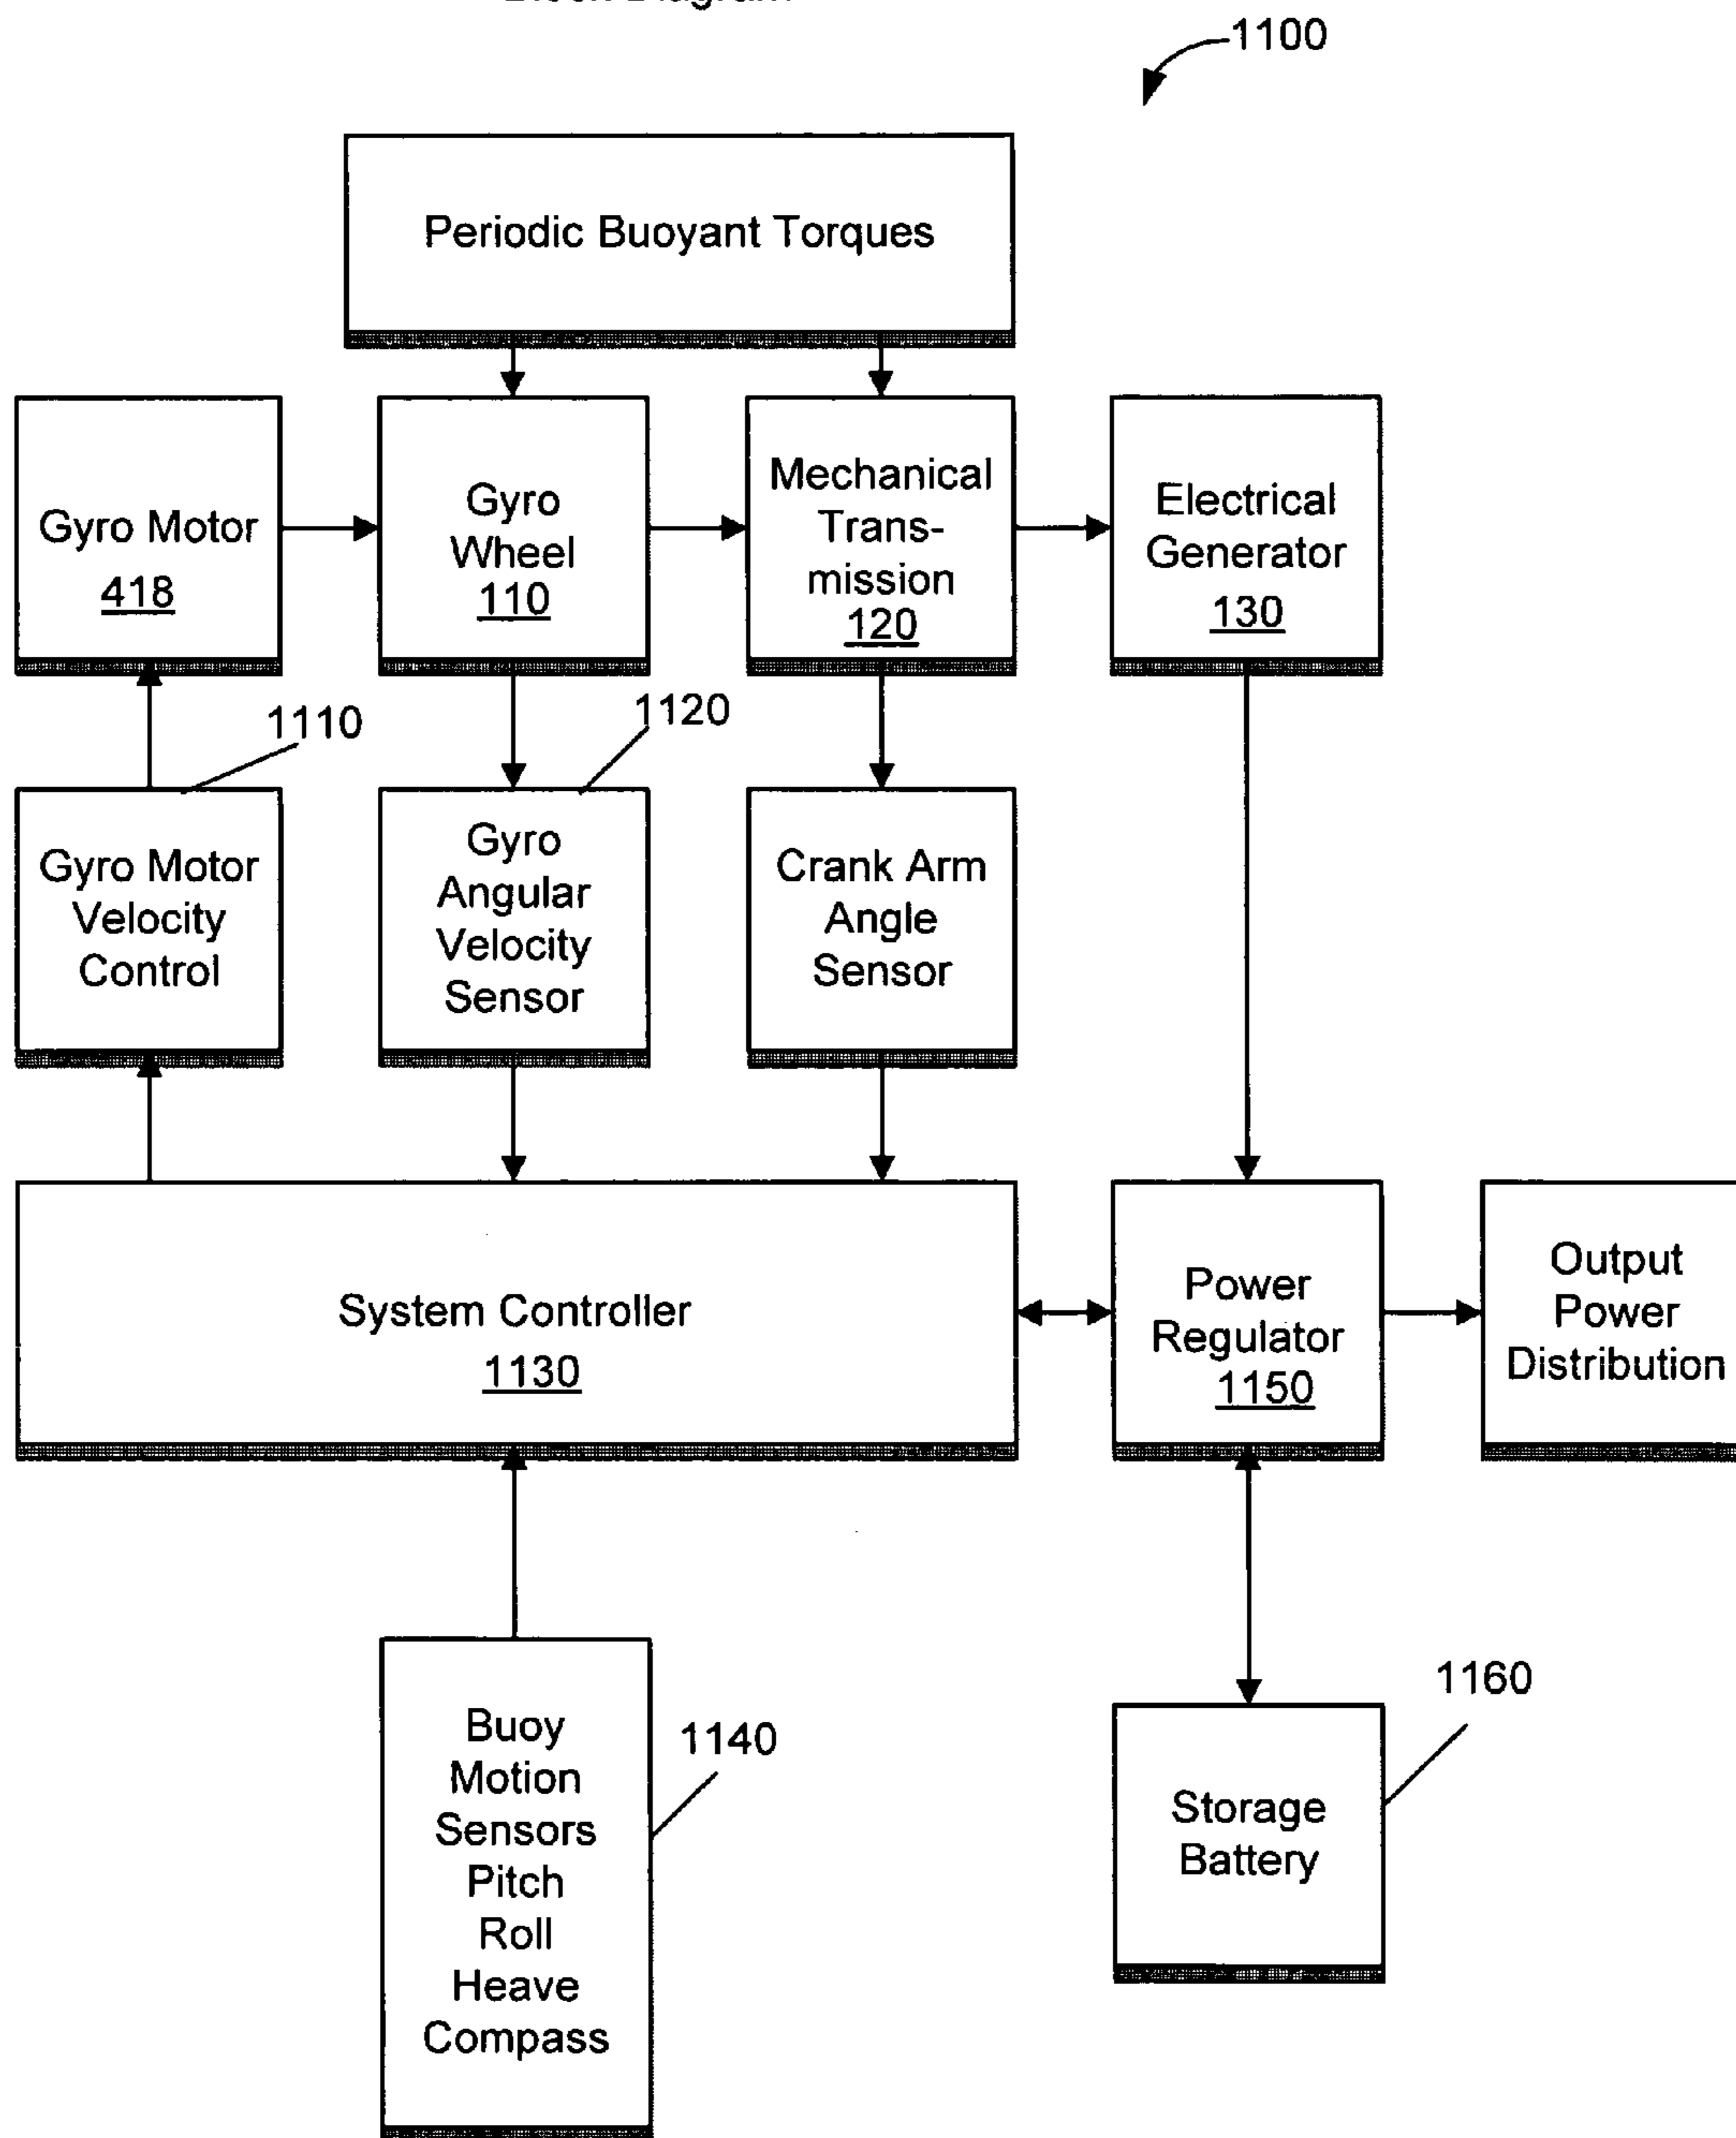 Block Diagram
1100
Periodic Buoyant Torques
Gyro Motor
418
Gyro
Wheel
110
Mechanical
Trans-
mission
120
Electrical
Generator
130
1110
1120
Gyro Motor
Velocity
Control
Gyro
Angular
Velocity
Sensor
Crank Arm
Angle
Sensor
System Controller
1130
Power
Regulator
1150
Output
Power
Distribution
Buoy
Motion
Sensors
Pitch
Roll
Heave
Compass
1140
Storage
Battery
1160